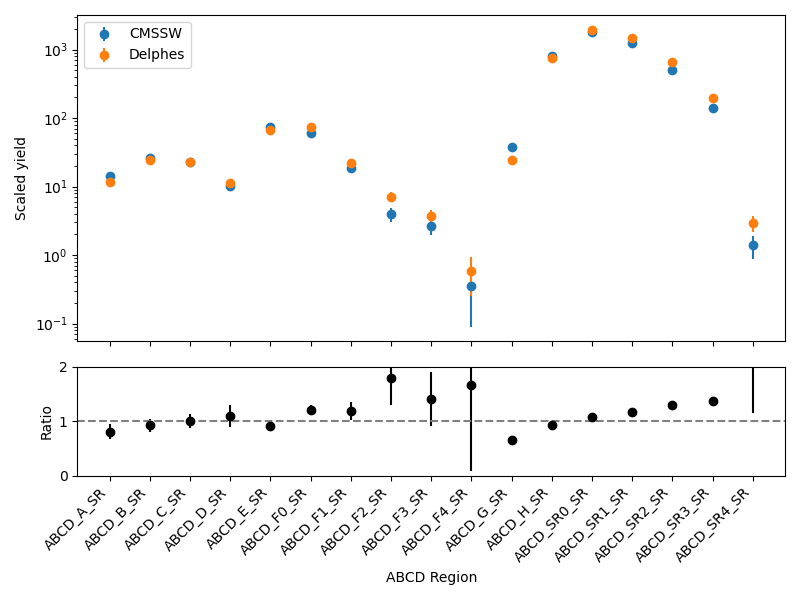 CMSSW
Delphes
Scaled yield
10³
10²
10¹
10⁰
10⁻¹
Ratio
2
1
0
ABCD_A_SR
ABCD_B_SR
ABCD_C_SR
ABCD_D_SR
ABCD_E_SR
ABCD_F0_SR
ABCD_F1_SR
ABCD_F2_SR
ABCD_F3_SR
ABCD_F4_SR
ABCD_G_SR
ABCD_H_SR
ABCD_SR0_SR
ABCD_SR1_SR
ABCD_SR2_SR
ABCD_SR3_SR
ABCD_SR4_SR
ABCD Region